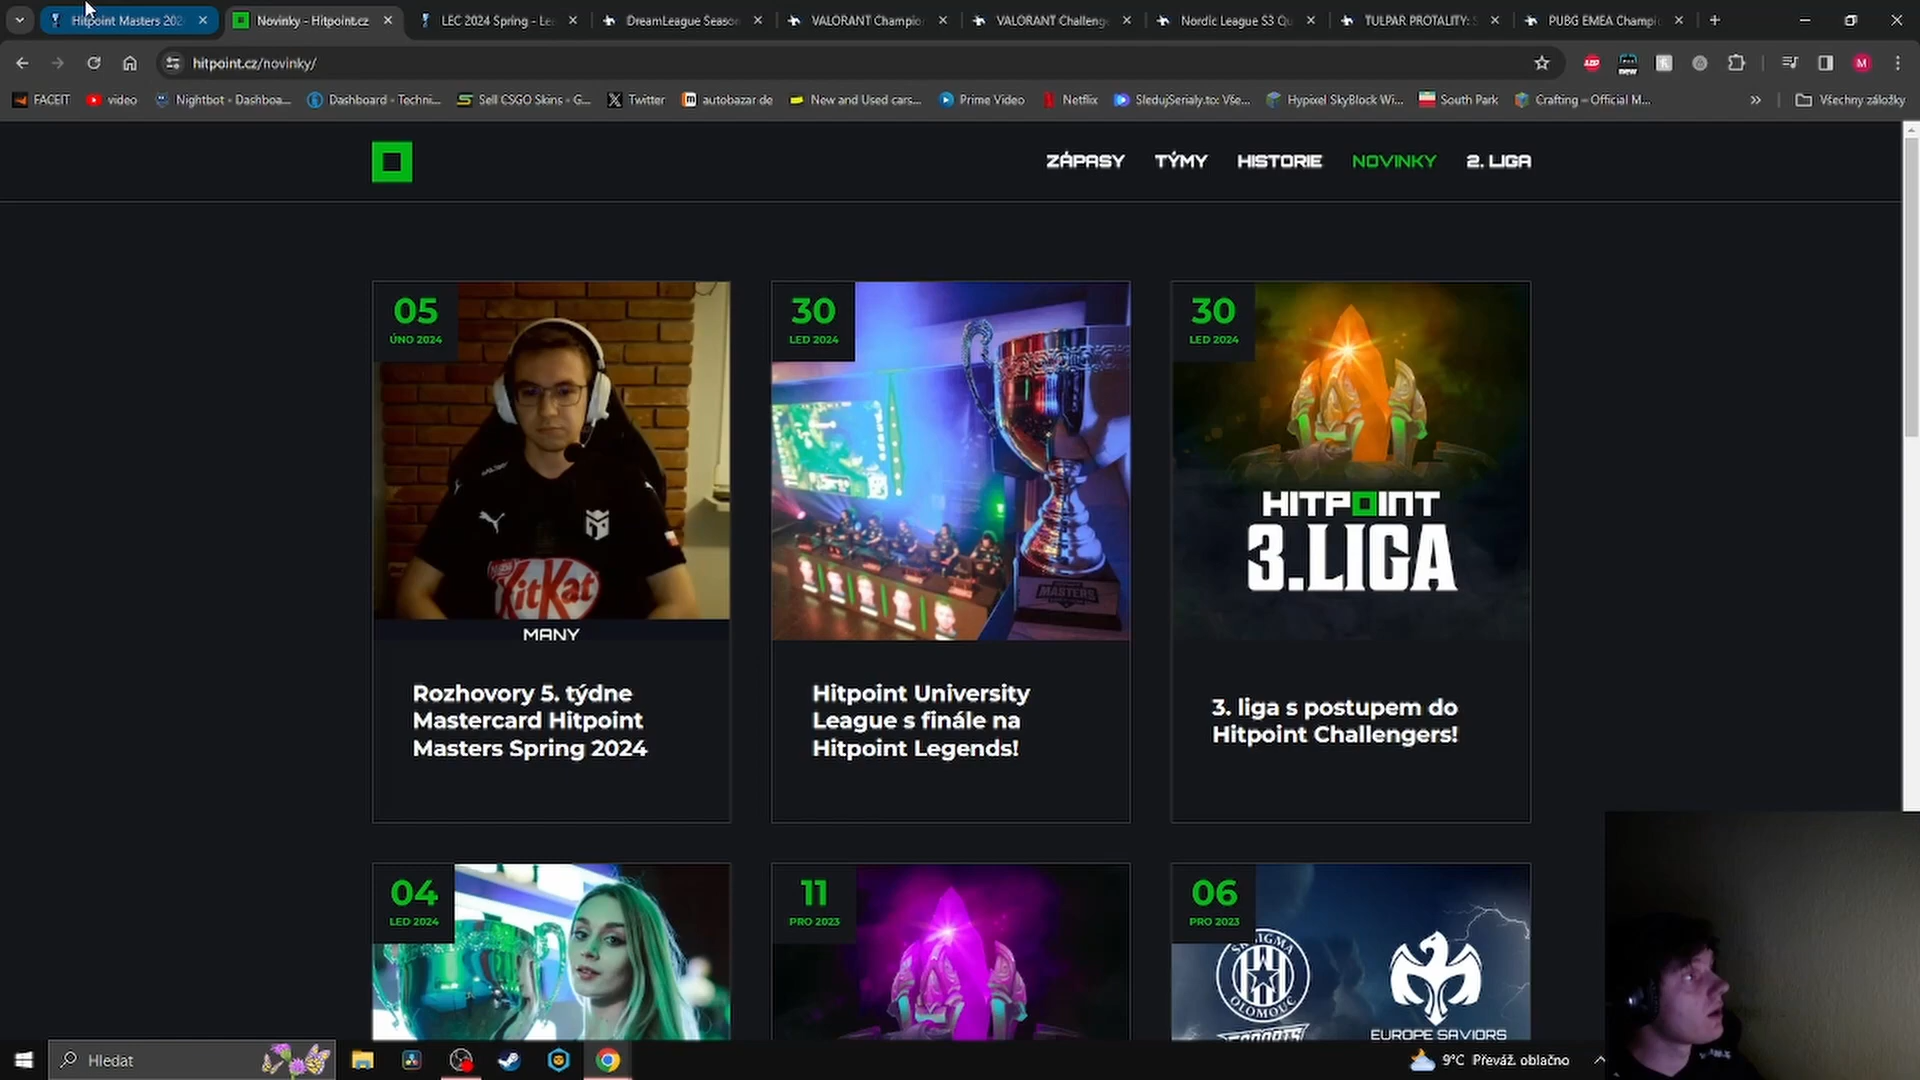 Hitpoint Masters 202
Novinky - Hitpoint.cz
LEC 2024 Spring - Le
DreamLeague Season
VALORANT Champio
VALORANT Challeng
Nordic League S3 Qu
TULPAR PROTALITY: S
PUBG EMEA Champi
hitpoint.cz/novinky/
ABP
new
M
FACEIT
video
Nightbot - Dashboa...
Dashboard - Techni...
Sell CSGO Skins - G...
Twitter
autobazar de
New and Used cars...
Prime Video
Netflix
SledujSerialy.to: Vše...
Hypixel SkyBlock Wi...
South Park
Crafting – Official M...
Všechny záložky
ZÁPASY
TÝMY
HISTORIE
NOVINKY
2. LIGA
05
ÚNO 2024
KitKat
MANY
Rozhovory 5. týdne
Mastercard Hitpoint
Masters Spring 2024
30
LED 2024
MASTERS
Hitpoint University
League s finále na
Hitpoint Legends!
30
LED 2024
HITPOINT
3.LIGA
3. liga s postupem do
Hitpoint Challengers!
04
LED 2024
11
PRO 2023
06
PRO 2023
SK SIGMA
OLOMOUC
ESPORTS
EUROPE SAVIORS
Hledat
9°C Převáž. oblačno